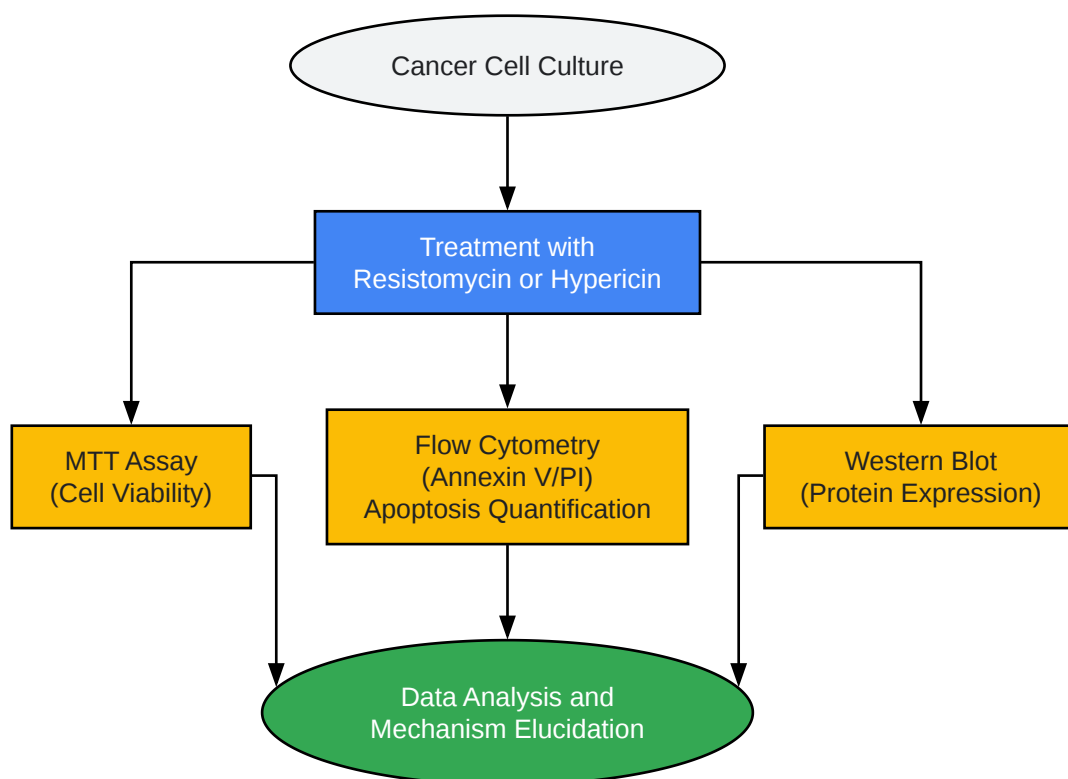 Cancer Cell Culture
Treatment with
Resistomycin or Hypericin
MTT Assay
(Cell Viability)
Flow Cytometry
(Annexin V/PI)
Apoptosis Quantification
Western Blot
(Protein Expression)
Data Analysis and
Mechanism Elucidation